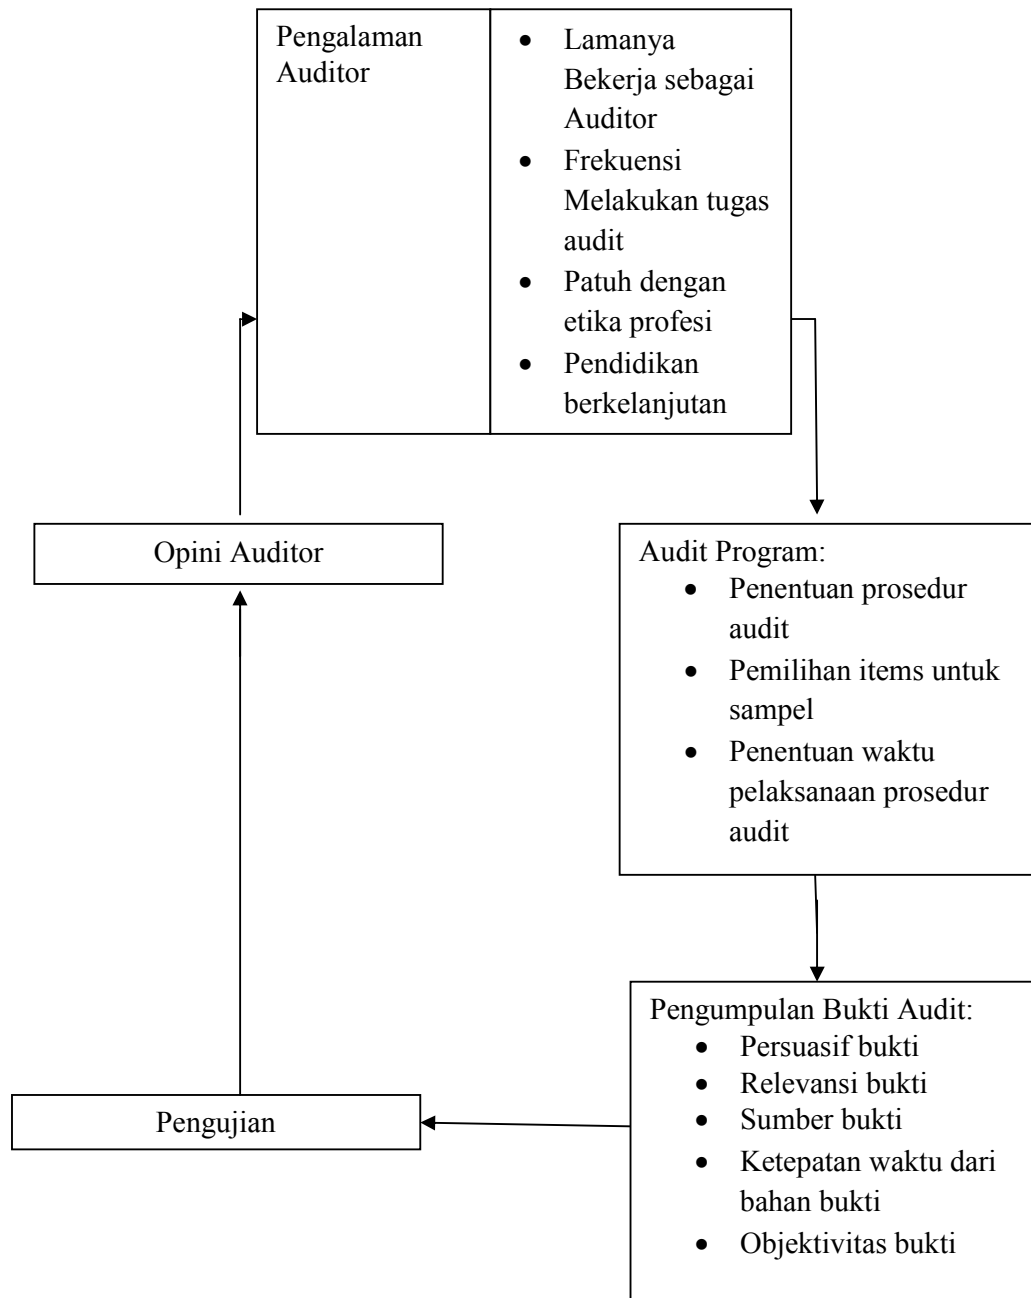 Pengalaman
Auditor
• Lamanya
Bekerja sebagai
Auditor
• Frekuensi
Melakukan tugas
audit
• Patuh dengan
etika profesi
• Pendidikan
berkelanjutan
Opini Auditor
Audit Program:
• Penentuan prosedur
audit
• Pemilihan items untuk
sampel
• Penentuan waktu
pelaksanaan prosedur
audit
Pengumpulan Bukti Audit:
• Persuasif bukti
• Relevansi bukti
• Sumber bukti
• Ketepatan waktu dari
bahan bukti
• Objektivitas bukti
Pengujian